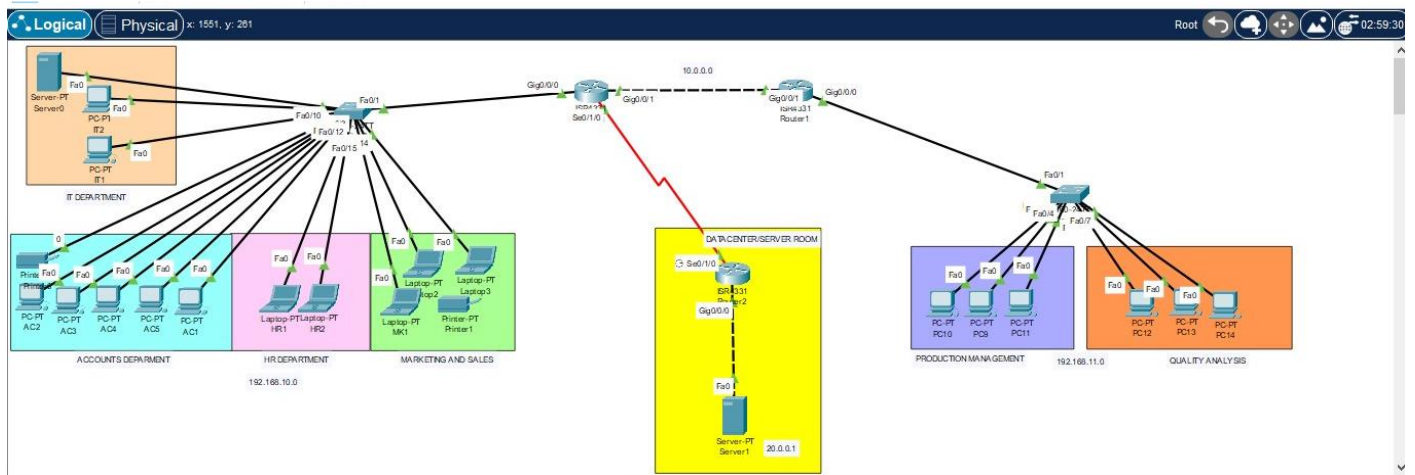 Logical
Physical
x: 1551, y: 261
Root
02:59:30
Server-PT
Server0
Fa0
PC-PT
IT2
Fa0
PC-PT
IT1
Fa0
IT DEPARTMENT
Fa0/1
Fa0/10
Fa0/12
14
Fa0/15
Gig0/0/0
Gig0/0/1
Se0/1/0
10.0.0.0
Gig0/0/1
Gig0/0/0
ISR4331
Router1
Fa0/1
Fa0/4
Fa0/7
0
Fa0
Fa0
Fa0
Fa0
Fa0
PC-PT
AC2
PC-PT
AC3
PC-PT
AC4
PC-PT
AC5
PC-PT
AC1
ACCOUNTS DEPARMENT
Fa0
Fa0
Laptop-PT
HR1
Laptop-PT
HR2
HR DEPARTMENT
Fa0
Fa0
Fa0
Laptop-PT
Laptop-PT
Laptop3
Laptop-PT
MK1
Printer-PT
Printer1
MARKETING AND SALES
192.168.10.0
DATACENTER/SERVER ROOM
Se0/1/0
Gig0/0/0
Fa0
Server-PT
Server1
20.0.0.1
Fa0
Fa0
Fa0
PC-PT
PC10
PC-PT
PC9
PC-PT
PC11
PRODUCTION MANAGEMENT
192.168.11.0
Fa0
Fa0
Fa0
PC-PT
PC12
PC-PT
PC13
PC-PT
PC14
QUALITY ANALYSIS